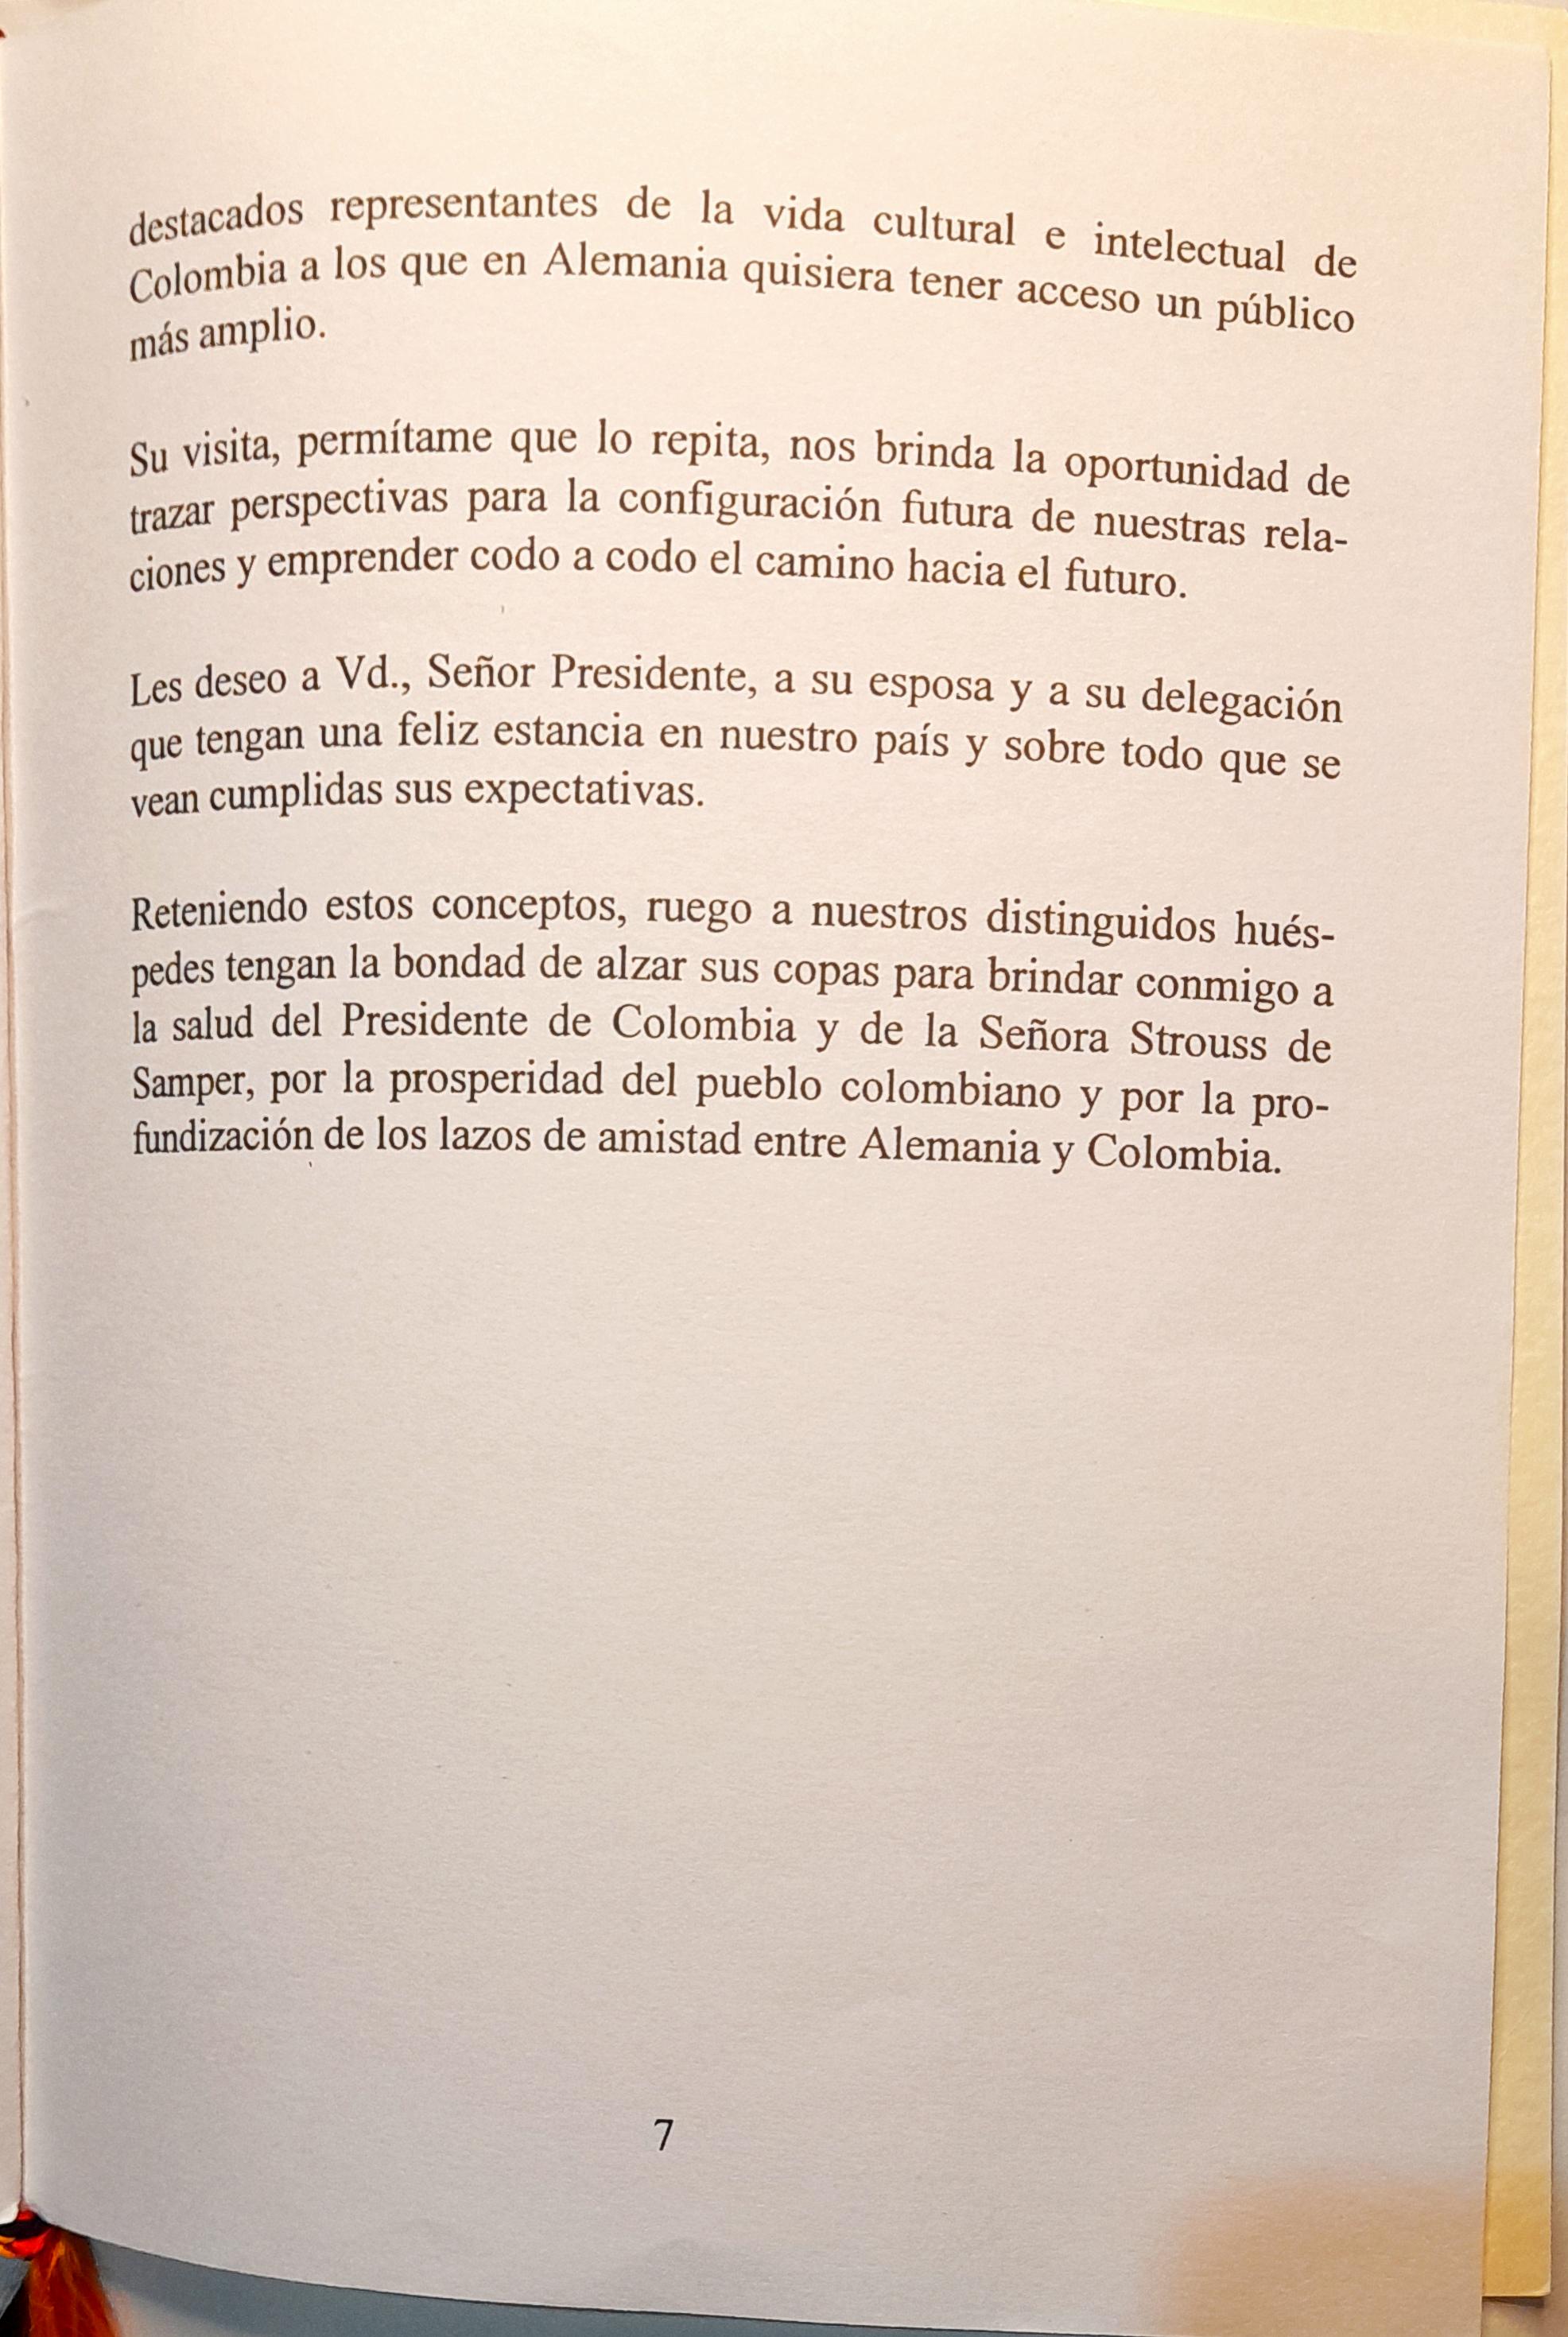 destacados representantes de la vida cultural e intelectual de
Colombia a los que en Alemania quisiera tener acceso un público
más amplio.
Su visita, permítame que lo repita, nos brinda la oportunidad de
trazar perspectivas para la configuración futura de nuestras rela-
ciones y emprender codo a codo el camino hacia el futuro.
Les deseo a Vd., Señor Presidente, a su esposa y a su delegación
que tengan una feliz estancia en nuestro país y sobre todo que se
vean cumplidas sus expectativas.
Reteniendo estos conceptos, ruego a nuestros distinguidos hués-
pedes tengan la bondad de alzar sus copas para brindar conmigo a
la salud del Presidente de Colombia y de la Señora Strouss de
Samper, por la prosperidad del pueblo colombiano y por la pro-
fundización de los lazos de amistad entre Alemania y Colombia.
7